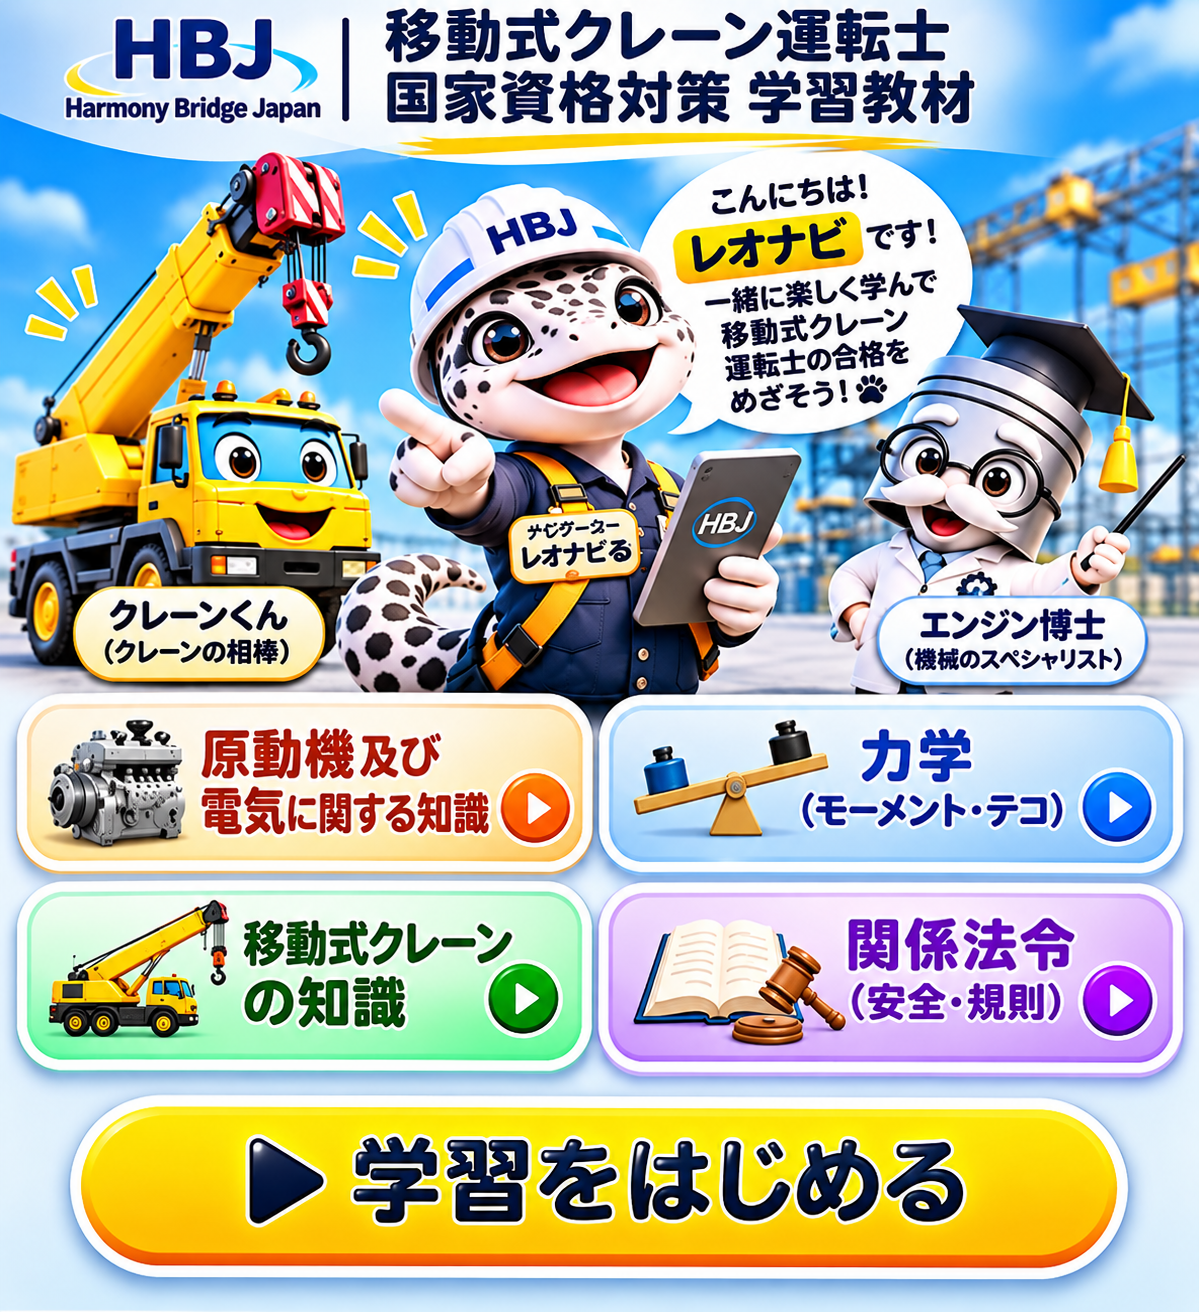 HBJ
Harmony Bridge Japan
移動式クレーン運転士
国家資格対策 学習教材
こんにちは!
レオナビ です!
一緒に楽しく学んで
移動式クレーン
運転士の合格を
めざそう!
HBJ
HBJ
レオナビる
クレーンくん
(クレーンの相棒)
エンジン博士
(機械のスペシャリスト)
原動機及び
電気に関する知識
力学
(モーメント・テコ)
移動式クレーン
の知識
関係法令
(安全・規則)
学習をはじめる